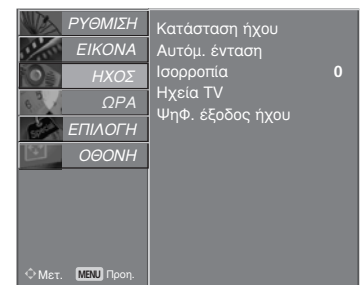 ΡΥΘΜΙΣΗ
ΕΙΚΟΝΑ
ΗΧΟΣ
ΩΡΑ
ΕΠΙΛΟΓΗ
ΟΘΟΝΗ
Κατάσταση ήχου
Αυτόμ. ένταση
Ισορροπία 0
Ηχεία TV
ΨηΦ. έξοδος ήχου
Μετ. MENU Προη.